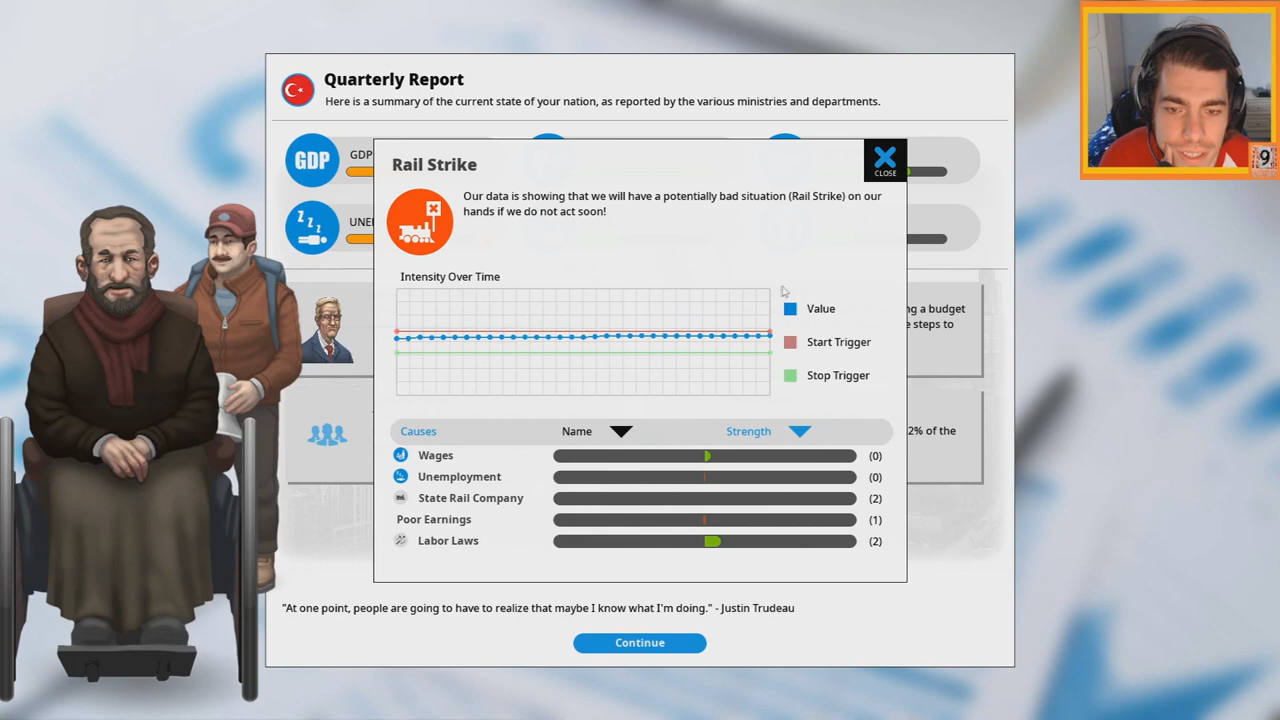 Quarterly Report
Here is a summary of the current state of your nation, as reported by the various ministries and departments.
GDP
GDP
Z Z Z
Rail Strike
CLOSE
Our data is showing that we will have a potentially bad situation (Rail Strike) on our
hands if we do not act soon!
Intensity Over Time
Value
Start Trigger
Stop Trigger
ng a budget
steps to
2% of the
Causes
Name
Strength
Wages
(0)
Unemployment
(0)
State Rail Company
(2)
Poor Earnings
(1)
Labor Laws
(2)
"At one point, people are going to have to realize that maybe I know what I'm doing." - Justin Trudeau
Continue
9